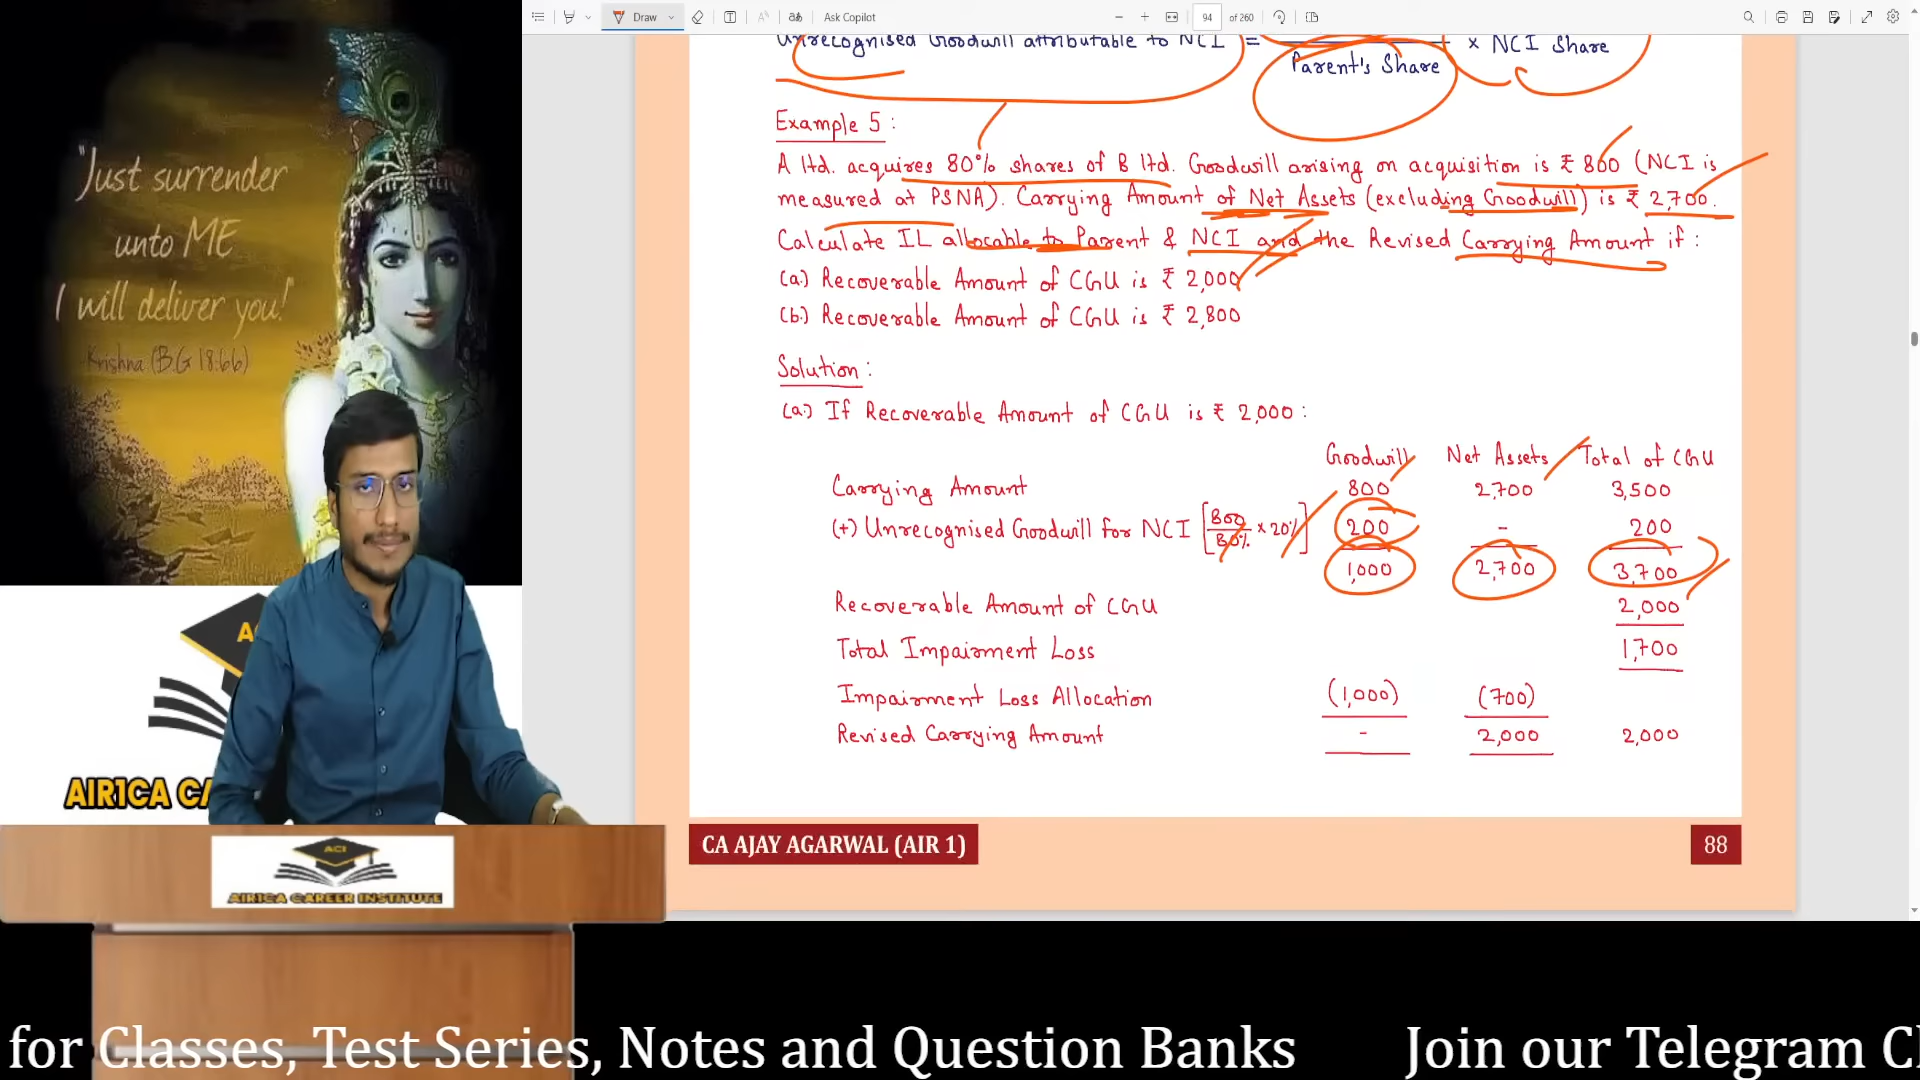 Draw
Ask Copilot
94 of 260
"Just surrender
unto ME
I will deliver you!"
Krishna (B.G 18:66)
Unrecognised Goodwill attributable to NCI = × NCI Share
Parent's Share
Example 5 :
A ltd. acquires 80% shares of B ltd. Goodwill arising on acquisition is ₹ 800 (NCI is
measured at PSNA). Carrying Amount of Net Assets (excluding Goodwill) is ₹ 2,700.
Calculate IL allocable to Parent & NCI and the Revised Carrying Amount if :
(a.) Recoverable Amount of CGU is ₹ 2,000
(b.) Recoverable Amount of CGU is ₹ 2,800
Solution :
(a.) If Recoverable Amount of CGU is ₹ 2,000 :
Goodwill Net Assets Total of CGU
Carrying Amount 800 2,700 3,500
(+) Unrecognised Goodwill for NCI [800/80% × 20%] 200 - 200
1,000 2,700 3,700
Recoverable Amount of CGU 2,000
Total Impairment Loss 1,700
Impairment Loss Allocation (1,000) (700)
Revised Carrying Amount - 2,000 2,000
CA AJAY AGARWAL (AIR 1) 88
AIR1CA CA
ACI
AIR1CA CAREER INSTITUTE
for Classes, Test Series, Notes and Question Banks Join our Telegram C